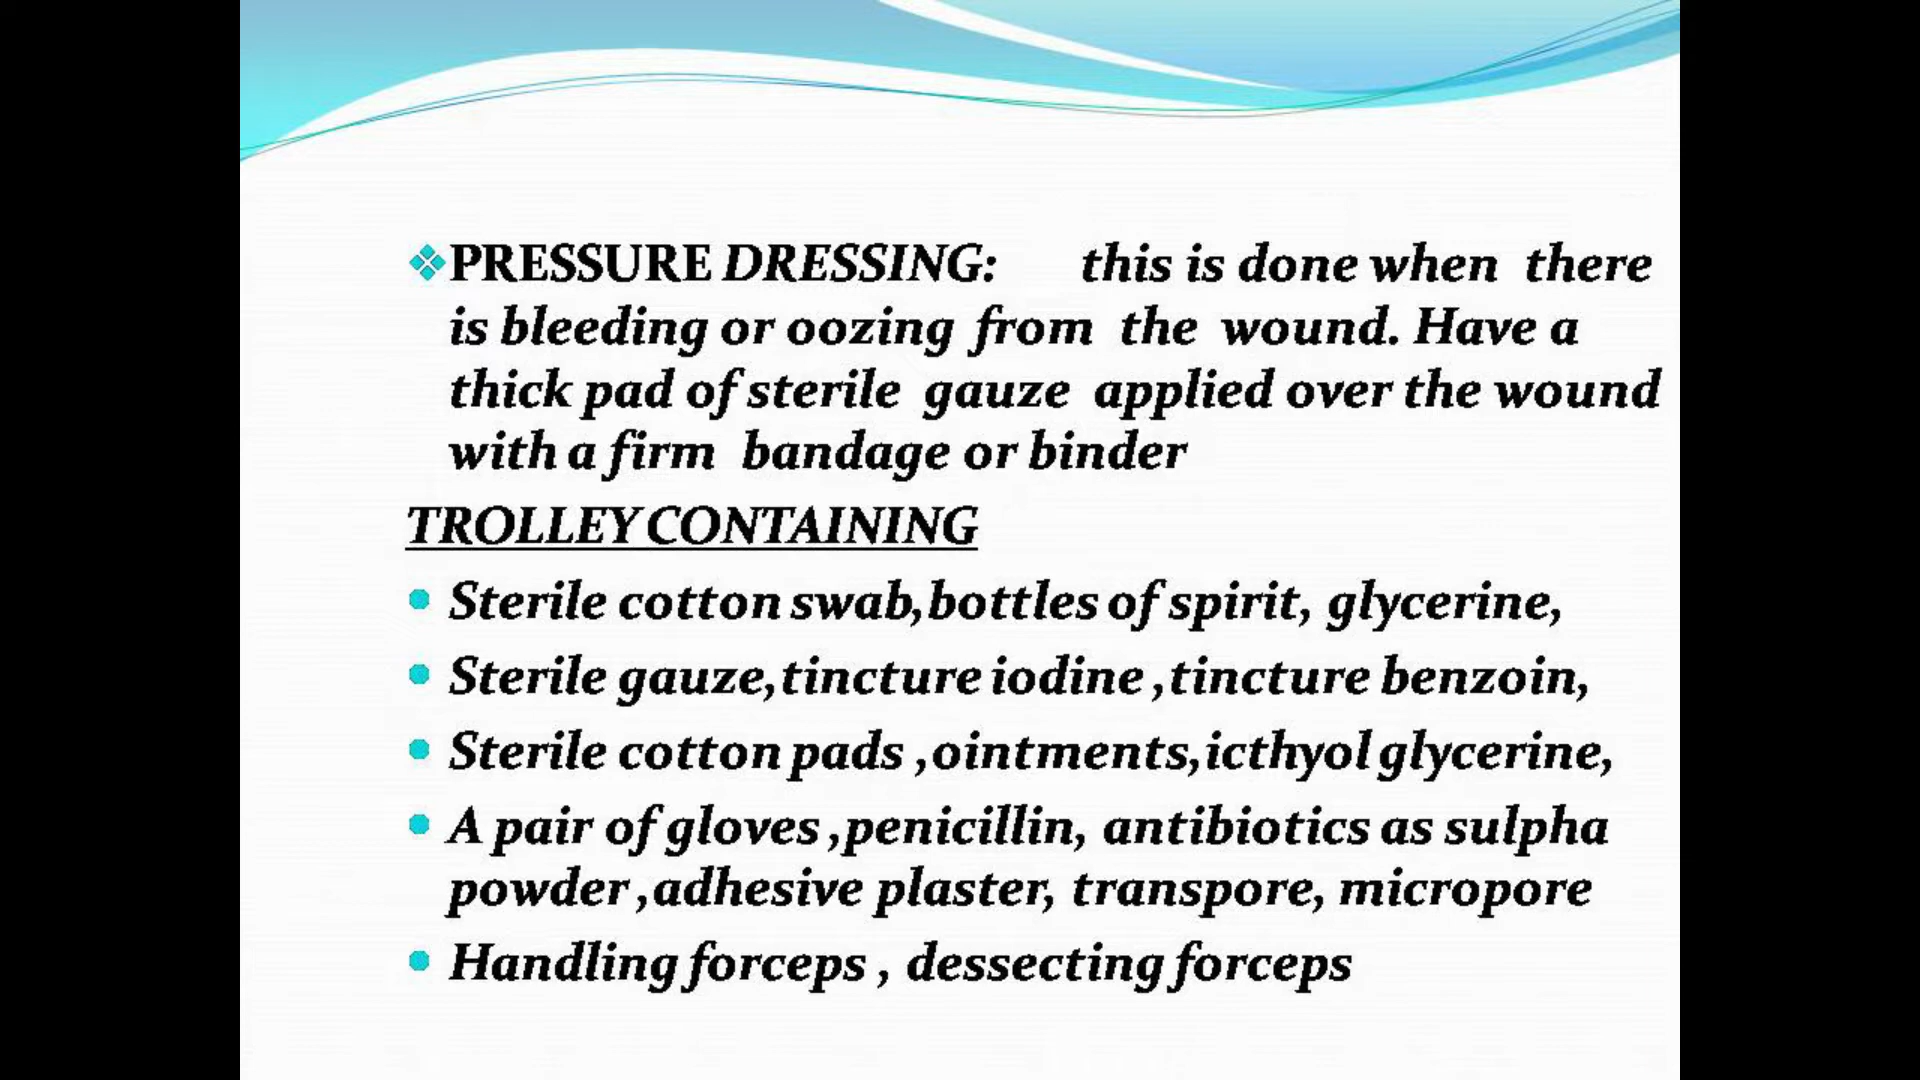 PRESSURE DRESSING: this is done when there
is bleeding or oozing from the wound. Have a
thick pad of sterile gauze applied over the wound
with a firm bandage or binder
TROLLEY CONTAINING
Sterile cotton swab,bottles of spirit, glycerine,
Sterile gauze,tincture iodine ,tincture benzoin,
Sterile cotton pads ,ointments,icthyol glycerine,
A pair of gloves ,penicillin, antibiotics as sulpha
powder ,adhesive plaster, transpore, micropore
Handling forceps , dessecting forceps